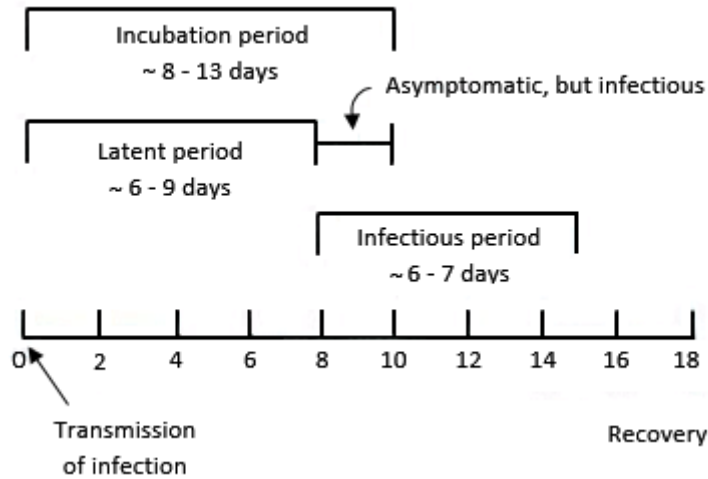 Incubation period
~ 8 - 13 days
Asymptomatic, but infectious
Latent period
~ 6 - 9 days
Infectious period
~ 6 - 7 days
0 2 4 6 8 10 12 14 16 18
Transmission
of infection
Recovery